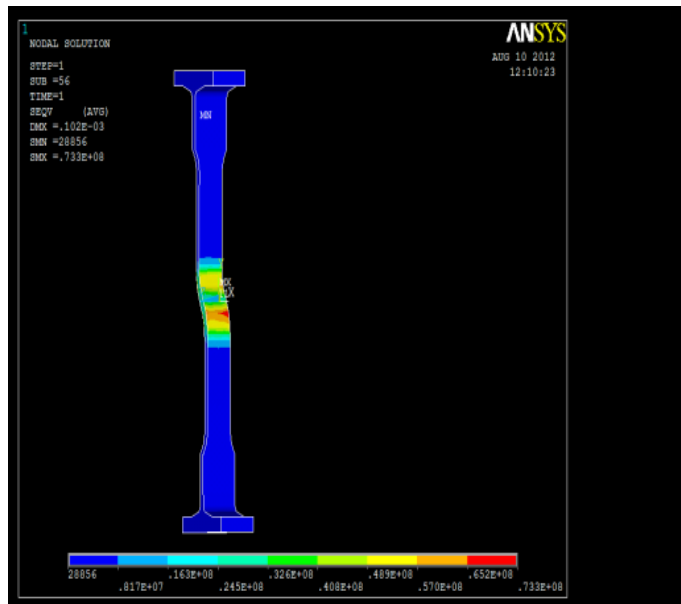 1
NODAL SOLUTION
STEP=1
SUB =56
TIME=1
SEQV (AVG)
DMX =.102E-03
SMN =28856
SMX =.733E+08
ANSYS
AUG 10 2012
12:10:23
MN
MX
X
28856
.817E+07
.163E+08
.245E+08
.326E+08
.408E+08
.489E+08
.570E+08
.652E+08
.733E+08